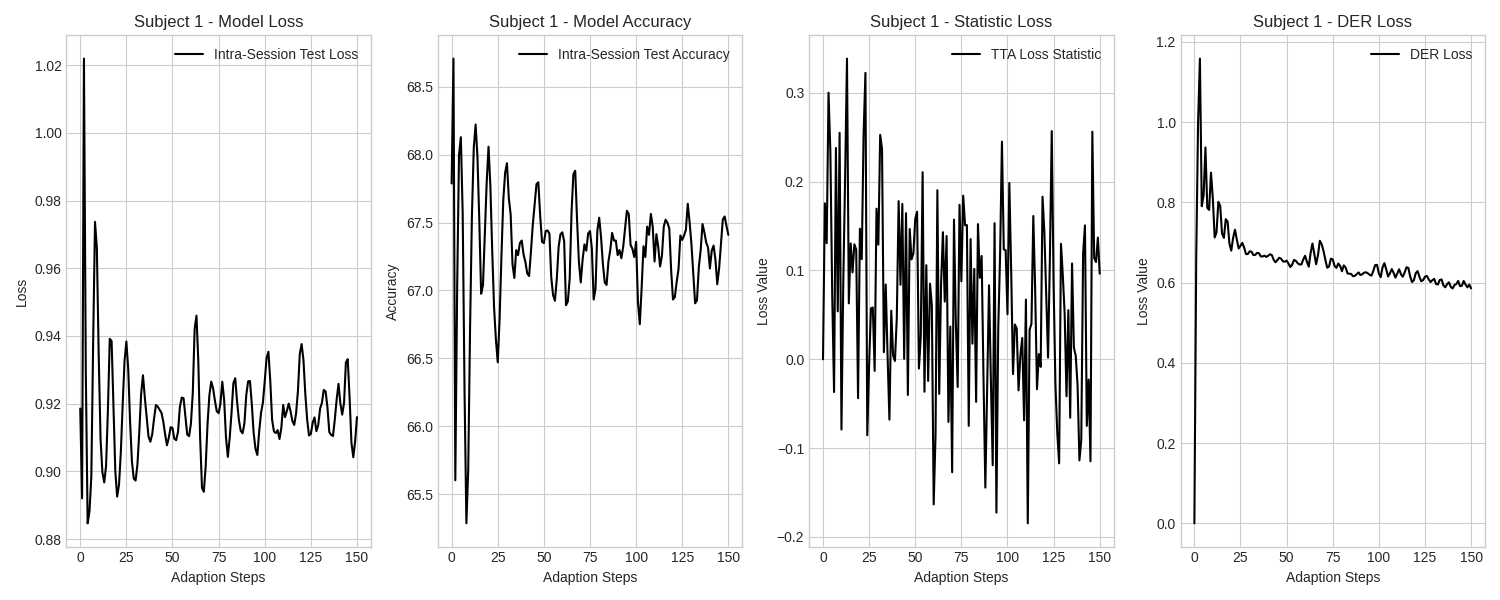 Subject 1 - Model Loss
Intra-Session Test Loss
1.02
1.00
0.98
0.96
0.94
0.92
0.90
0.88
Loss
0 25 50 75 100 125 150
Adaption Steps
Subject 1 - Model Accuracy
Intra-Session Test Accuracy
68.5
68.0
67.5
67.0
66.5
66.0
65.5
Accuracy
0 25 50 75 100 125 150
Adaption Steps
Subject 1 - Statistic Loss
TTA Loss Statistic
0.3
0.2
0.1
0.0
−0.1
−0.2
Loss Value
0 25 50 75 100 125 150
Adaption Steps
Subject 1 - DER Loss
DER Loss
1.2
1.0
0.8
0.6
0.4
0.2
0.0
Loss Value
0 25 50 75 100 125 150
Adaption Steps